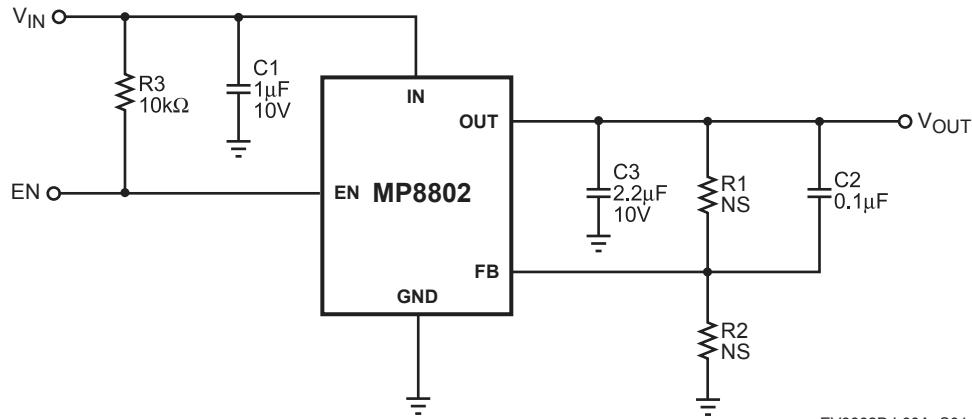 VIN
R3
10kΩ
C1
1µF
10V
IN
OUT
VOUT
EN
EN
MP8802
C3
2.2µF
10V
R1
NS
C2
0.1µF
FB
GND
R2
NS